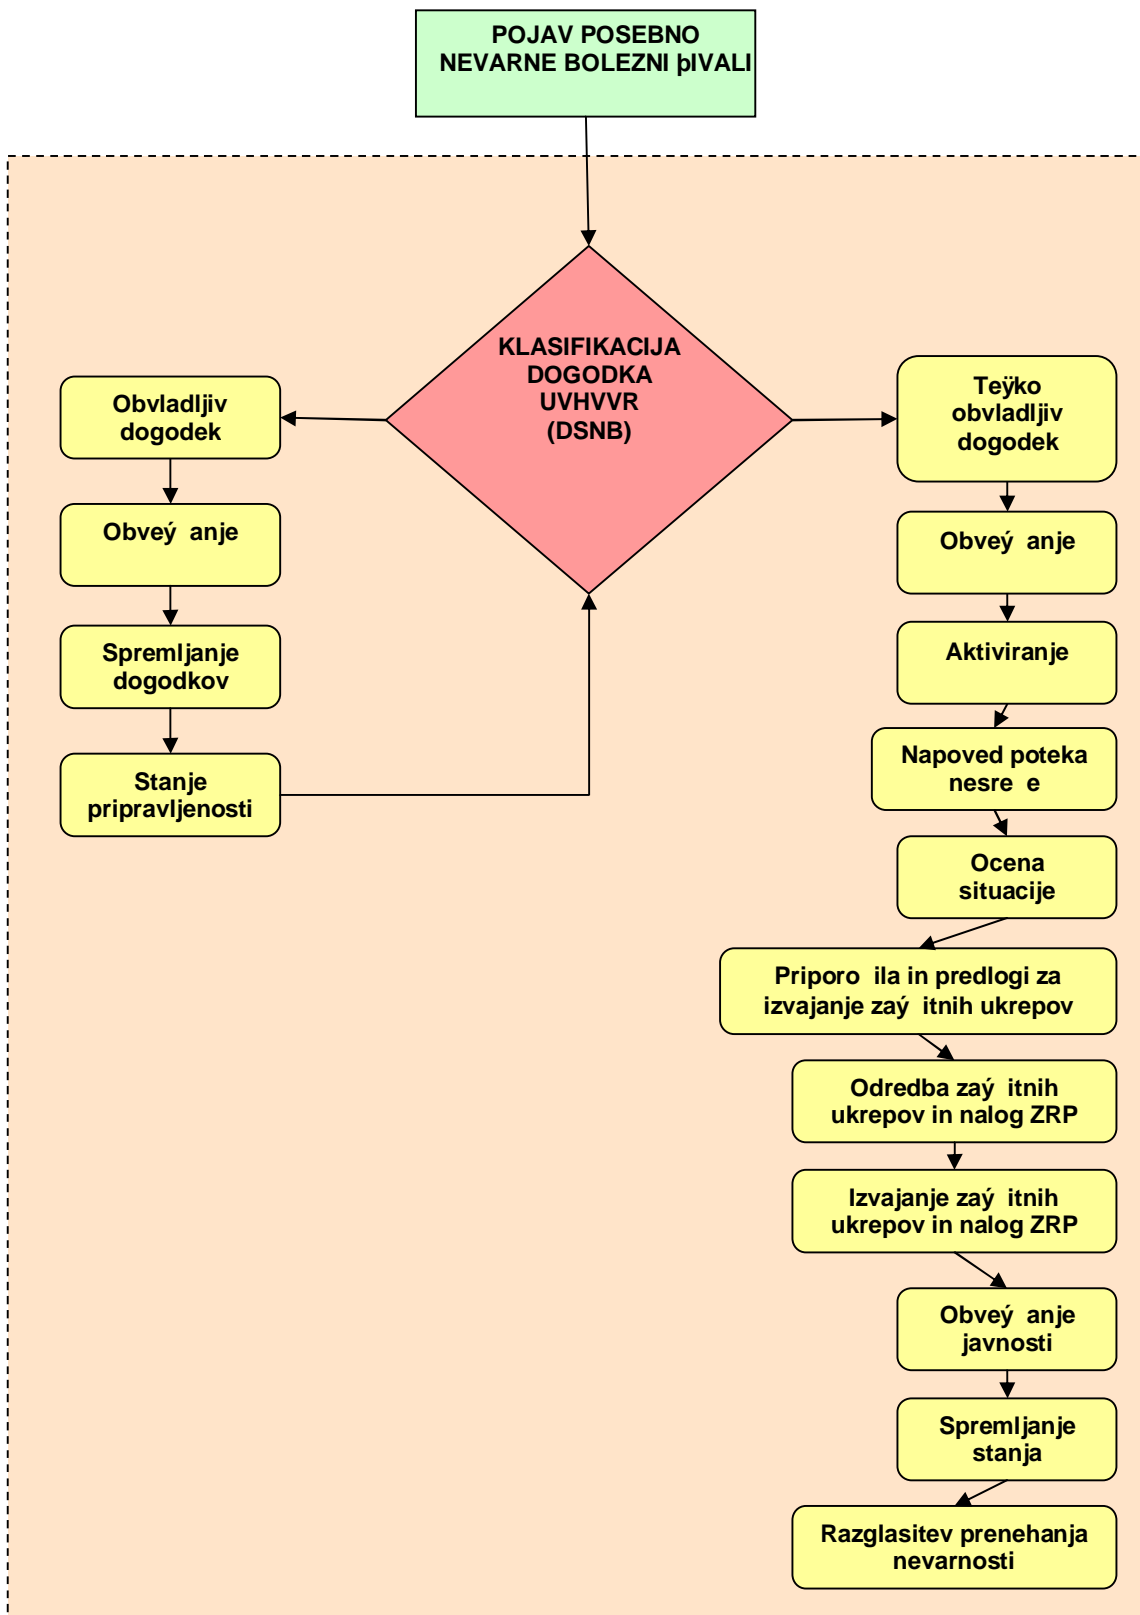 POJAV POSEBNO
NEVARNE BOLEZNI þIVALI
KLASIFIKACIJA
DOGODKA
UVHVVR
(DSNB)
Obvladljiv
dogodek
Obveý anje
Spremljanje
dogodkov
Stanje
pripravljenosti
Teÿko
obvladljiv
dogodek
Obveý anje
Aktiviranje
Napoved poteka
nesre e
Ocena
situacije
Priporo ila in predlogi za
izvajanje zaý itnih ukrepov
Odredba zaý itnih
ukrepov in nalog ZRP
Izvajanje zaý itnih
ukrepov in nalog ZRP
Obveý anje
javnosti
Spremljanje
stanja
Razglasitev prenehanja
nevarnosti